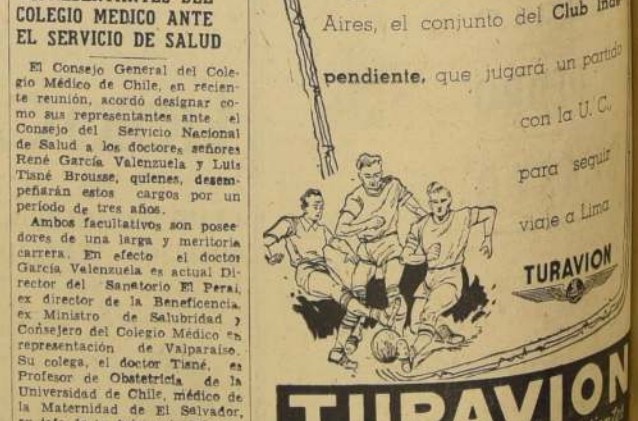 COLEGIO MEDICO ANTE
EL SERVICIO DE SALUD
El Consejo General del Cole-
gio Médico de Chile, en recien-
te reunión, acordó designar co-
mo sus representantes ante el
Consejo del Servicio Nacional
de Salud a los doctores señores
René García Valenzuela y Luis
Tisné Brousse, quienes, desem-
peñarán estos cargos por un
período de tres años.
Ambos facultativos son posee-
dores de una larga y meritoria
carrera. En efecto el doctor
García Valenzuela es actual Di-
rector del Sanatorio El Peral,
ex director de la Beneficencia,
ex Ministro de Salubridad y
Consejero del Colegio Médico en
representación de Valparaíso.
Su colega, el doctor Tisné, es
Profesor de Obstetricia de la
Universidad de Chile, médico de
la Maternidad de El Salvador,
Aires, el conjunto del Club Inde
pendiente, que jugará un partido
con la U. C.,
para seguir
viaje a Lima
TURAVION
TURAVION